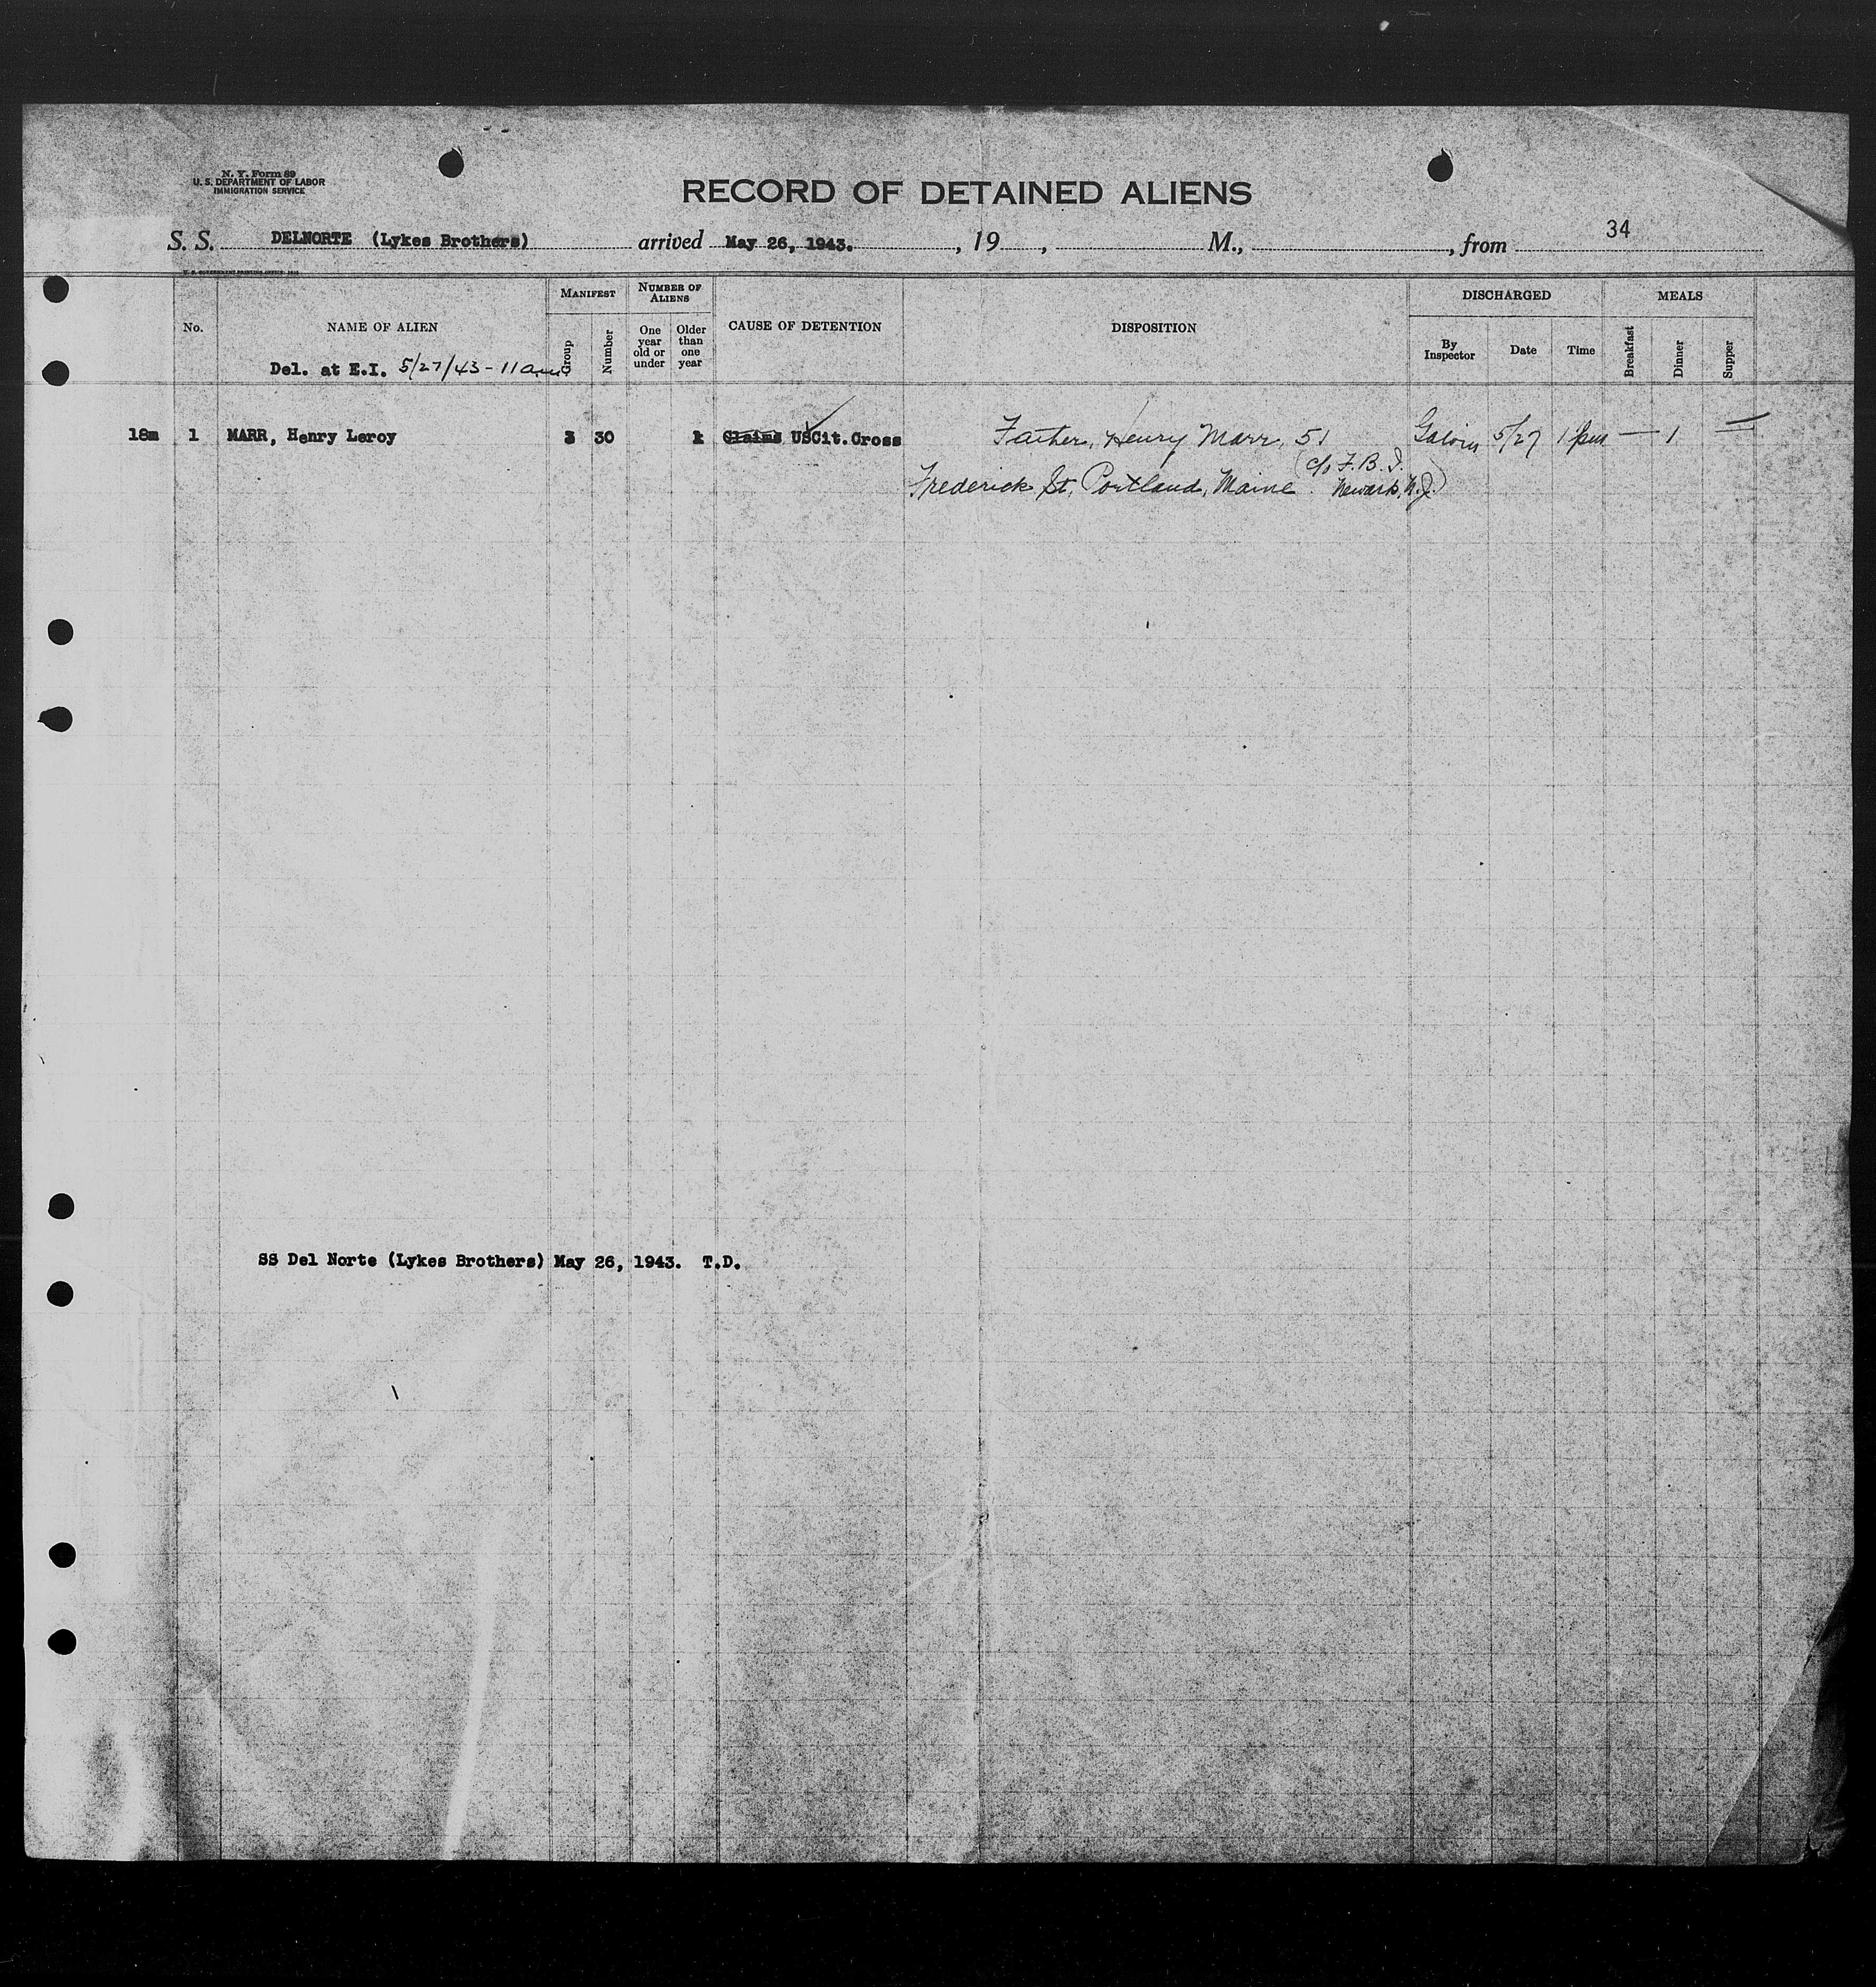 N. Y. Form 89
U. S. DEPARTMENT OF LABOR
IMMIGRATION SERVICE
RECORD OF DETAINED ALIENS
34
S. S. DELNORTE (Lykes Brothers) arrived May 26, 1943. , 19 , M., , from
U. S. GOVERNMENT PRINTING OFFICE
No.
NAME OF ALIEN
Del. at E.I. 5/27/43 - 11am
MANIFEST
Group
Number
NUMBER OF ALIENS
One year old or under
Older than one year
CAUSE OF DETENTION
DISPOSITION
DISCHARGED
By Inspector
Date
Time
MEALS
Breakfast
Dinner
Supper
18m 1 MARR, Henry Leroy 3 30 1 Claims USCit.Cross Father, Henry Marr, 51 5/27 1 pm — 1 —
(c/o F.B.I.
Frederick St, Portland, Maine. Newark, N.J.)
SS Del Norte (Lykes Brothers) May 26, 1943. T.D.